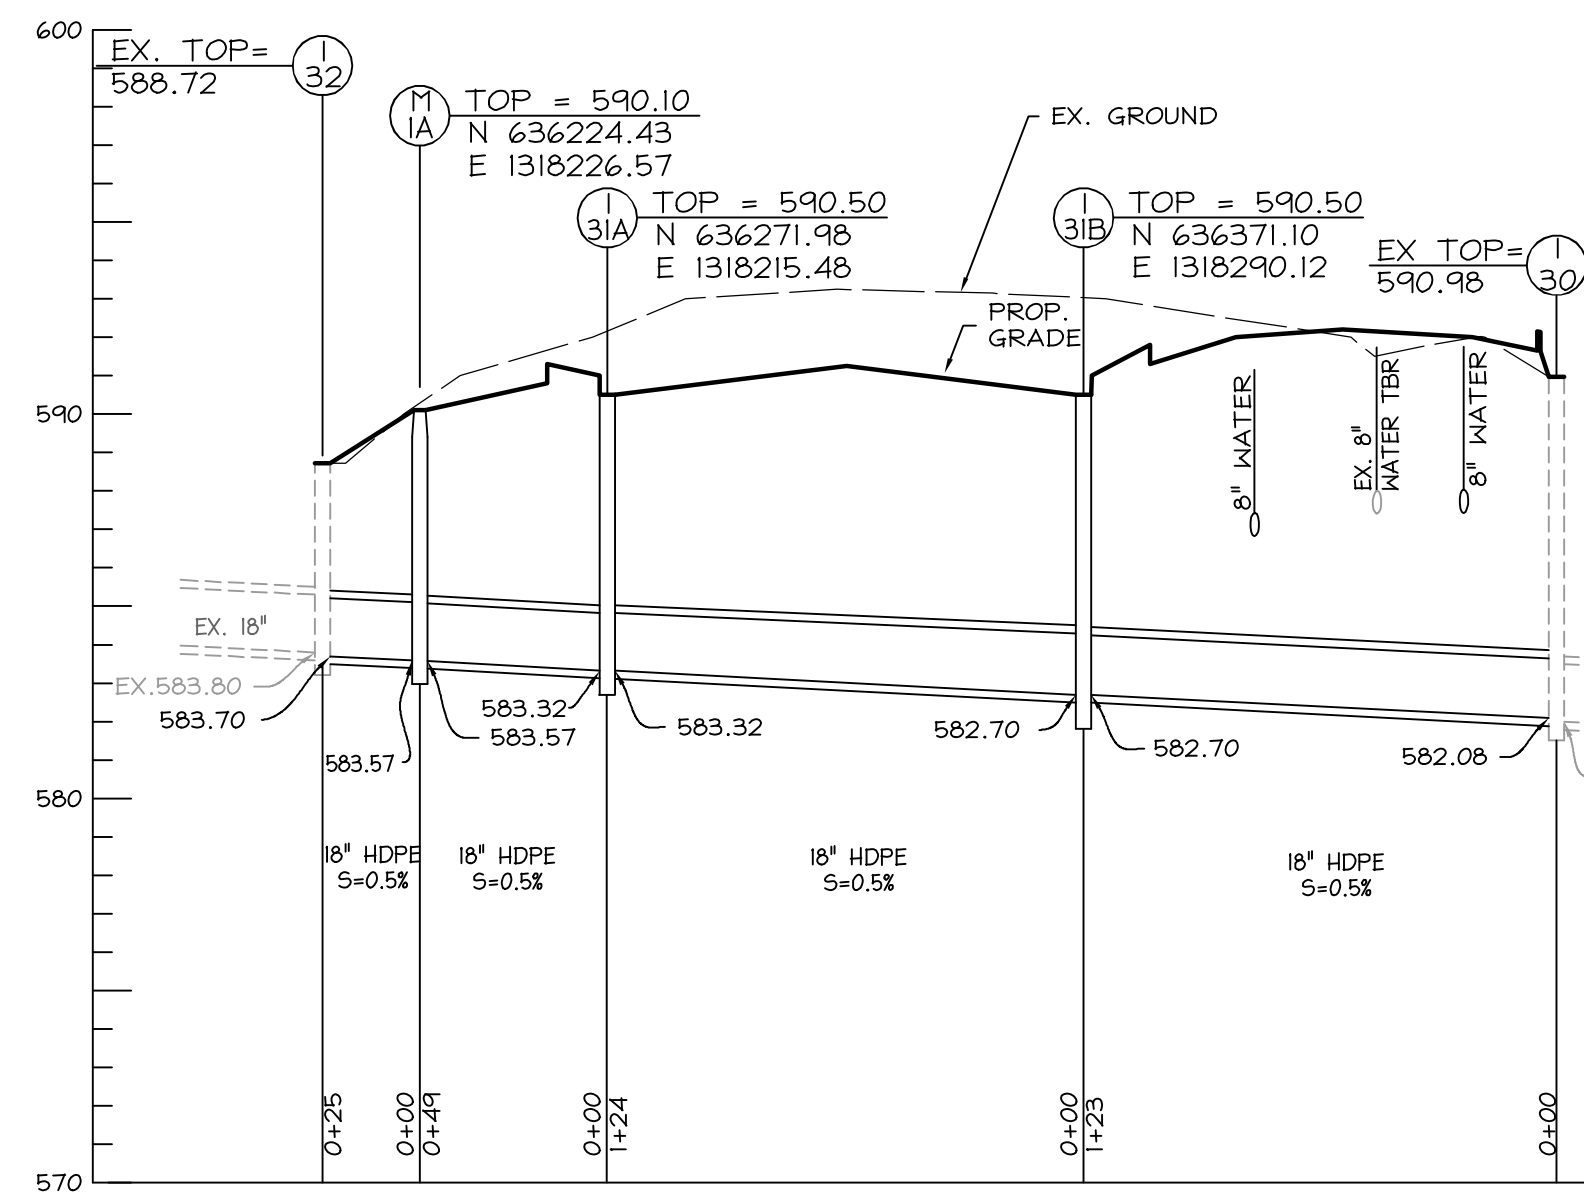 600
EX. TOP=
588.72
I
32
M
1A
TOP = 590.10
N 636224.43
E 1318226.57
EX. GROUND
I
31A
TOP = 590.50
N 636271.98
E 1318215.48
I
31B
TOP = 590.50
N 636371.10
E 1318290.12
EX TOP=
590.98
I
30
PROP.
GRADE
590
8" WATER
EX. 8"
WATER TBR
8" WATER
EX. 18"
EX.583.80
583.70
583.57
583.32
583.57
583.32
582.70
582.70
582.08
580
18" HDPE
S=0.5%
18" HDPE
S=0.5%
18" HDPE
S=0.5%
18" HDPE
S=0.5%
0+25
0+00
0+49
0+00
1+24
0+00
1+23
0+00
570